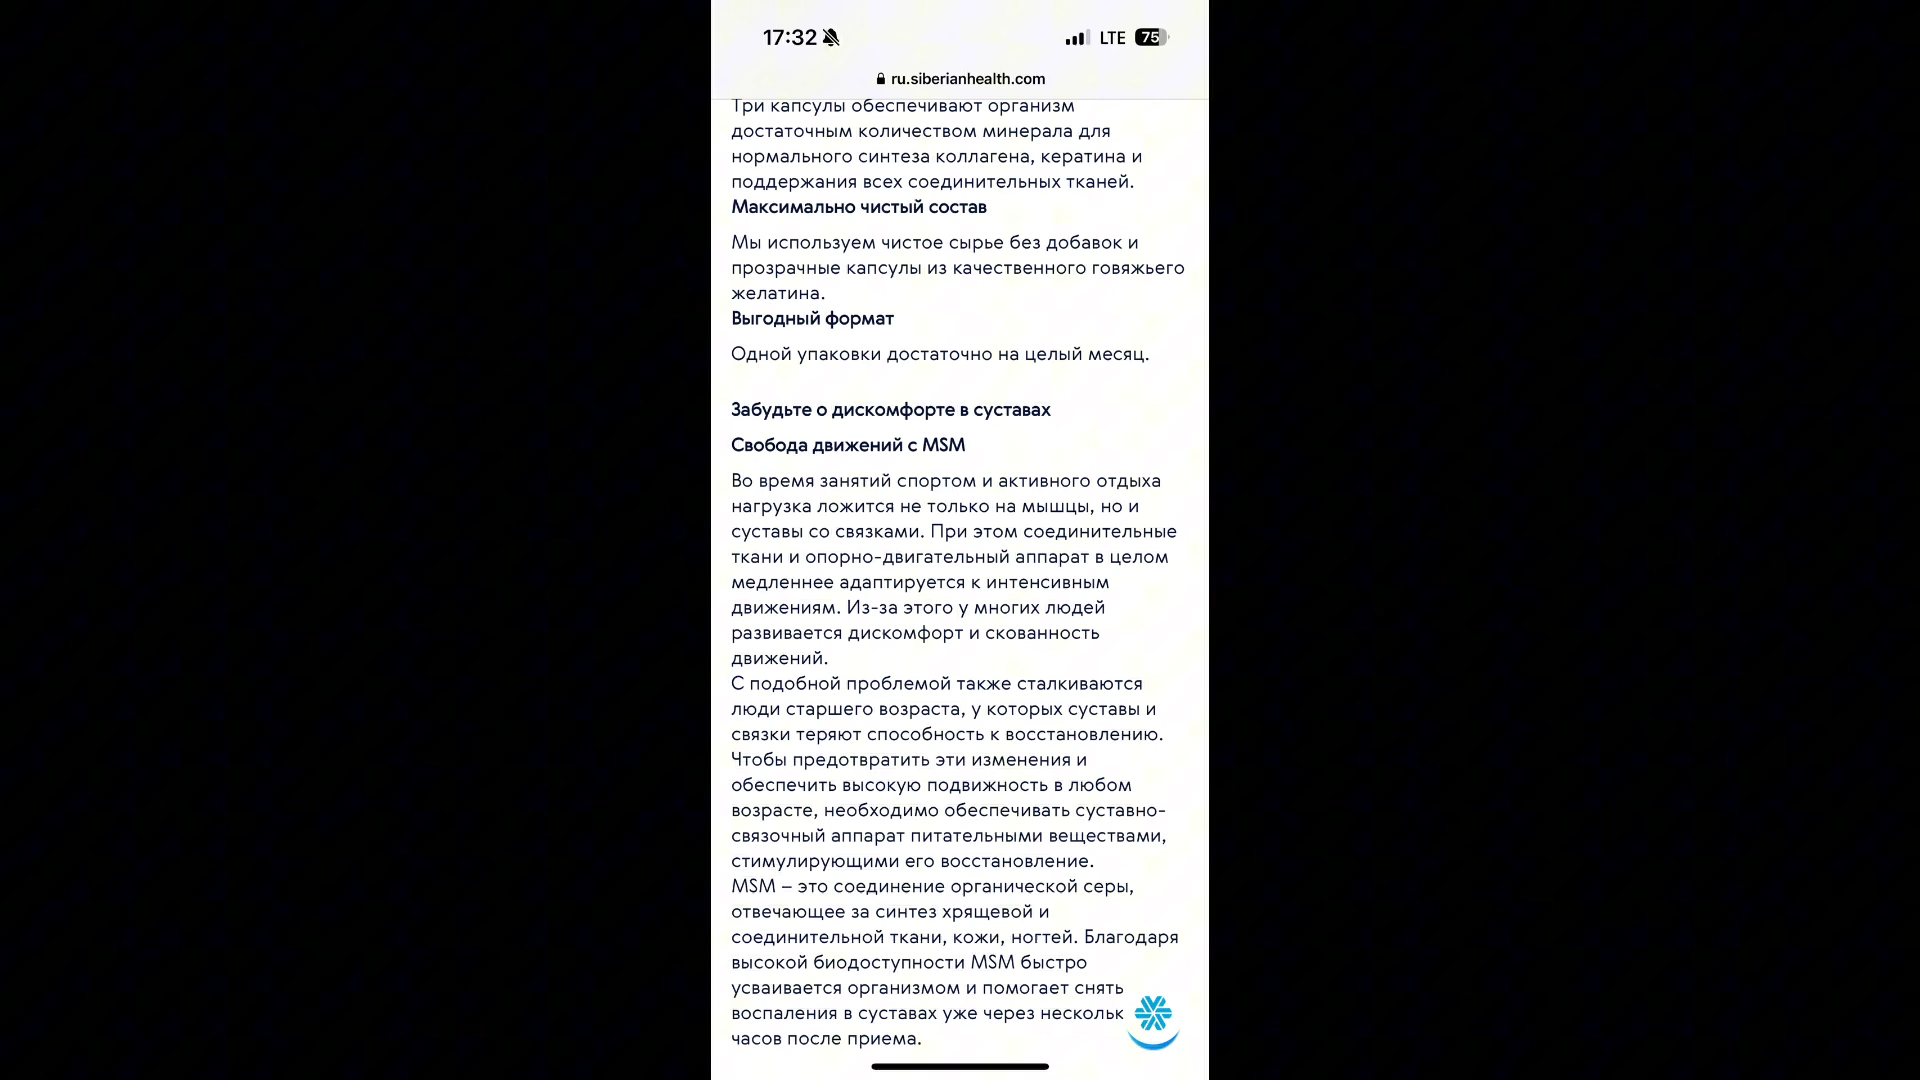 17:32
LTE 75
ru.siberianhealth.com
Три капсулы обеспечивают организм
достаточным количеством минерала для
нормального синтеза коллагена, кератина и
поддержания всех соединительных тканей.
Максимально чистый состав
Мы используем чистое сырье без добавок и
прозрачные капсулы из качественного говяжьего
желатина.
Выгодный формат
Одной упаковки достаточно на целый месяц.
Забудьте о дискомфорте в суставах
Свобода движений с MSM
Во время занятий спортом и активного отдыха
нагрузка ложится не только на мышцы, но и
суставы со связками. При этом соединительные
ткани и опорно-двигательный аппарат в целом
медленнее адаптируется к интенсивным
движениям. Из-за этого у многих людей
развивается дискомфорт и скованность
движений.
С подобной проблемой также сталкиваются
люди старшего возраста, у которых суставы и
связки теряют способность к восстановлению.
Чтобы предотвратить эти изменения и
обеспечить высокую подвижность в любом
возрасте, необходимо обеспечивать суставно-
связочный аппарат питательными веществами,
стимулирующими его восстановление.
MSM – это соединение органической серы,
отвечающее за синтез хрящевой и
соединительной ткани, кожи, ногтей. Благодаря
высокой биодоступности MSM быстро
усваивается организмом и помогает снять
воспаления в суставах уже через нескольк
часов после приема.